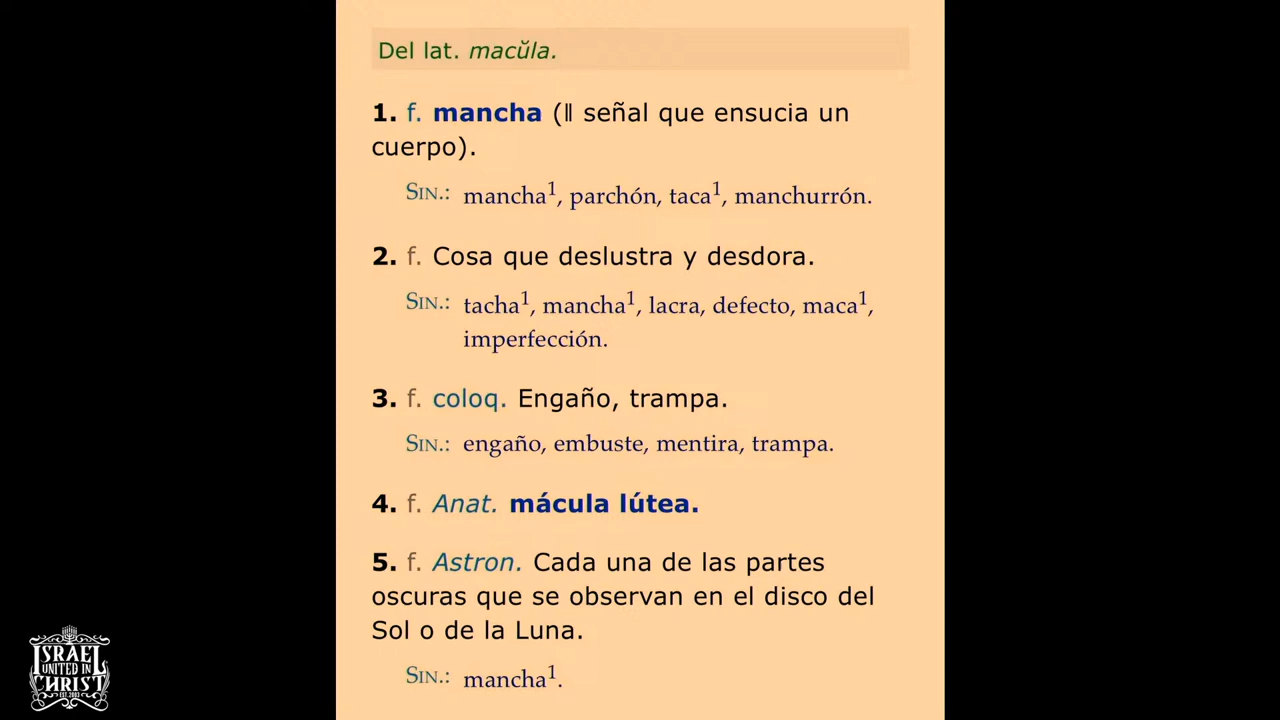 Del lat. macŭla.
1. f. mancha (‖ señal que ensucia un
cuerpo).
SIN.: mancha1, parchón, taca1, manchurrón.
2. f. Cosa que deslustra y desdora.
SIN.: tacha1, mancha1, lacra, defecto, maca1,
imperfección.
3. f. coloq. Engaño, trampa.
SIN.: engaño, embuste, mentira, trampa.
4. f. Anat. mácula lútea.
5. f. Astron. Cada una de las partes
oscuras que se observan en el disco del
Sol o de la Luna.
SIN.: mancha1.
ISRAEL
UNITED IN
CHRIST
EST. 2003